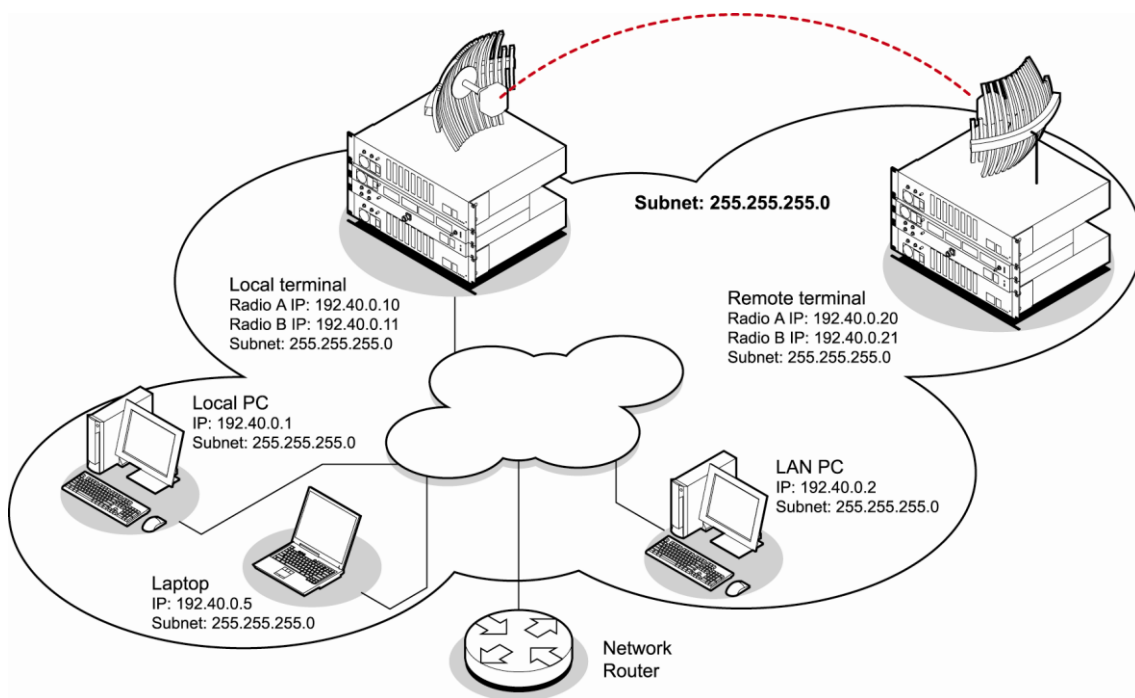 Subnet: 255.255.255.0
Local terminal
Radio A IP: 192.40.0.10
Radio B IP: 192.40.0.11
Subnet: 255.255.255.0
Remote terminal
Radio A IP: 192.40.0.20
Radio B IP: 192.40.0.21
Subnet: 255.255.255.0
Local PC
IP: 192.40.0.1
Subnet: 255.255.255.0
LAN PC
IP: 192.40.0.2
Subnet: 255.255.255.0
Laptop
IP: 192.40.0.5
Subnet: 255.255.255.0
Network
Router